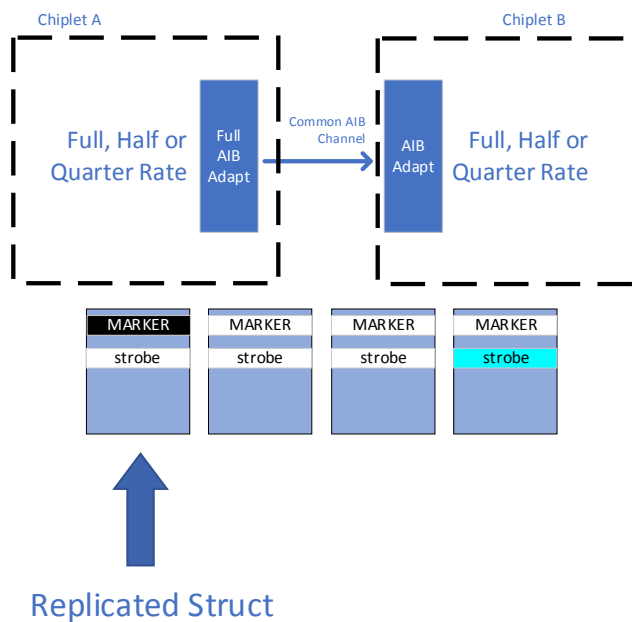 Chiplet A
Chiplet B
Full, Half or
Quarter Rate
Full
AIB
Adapt
Common AIB
Channel
AIB
Adapt
Full, Half or
Quarter Rate
MARKER
MARKER
MARKER
MARKER
strobe
strobe
strobe
strobe
Replicated Struct